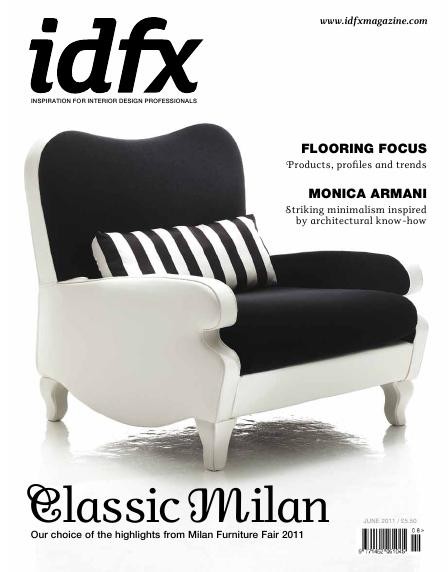 www.idfxmagazine.com
idfx
INSPIRATION FOR INTERIOR DESIGN PROFESSIONALS
FLOORING FOCUS
Products, profiles and trends
MONICA ARMANI
Striking minimalism inspired
by architectural know-how
Classic Milan
Our choice of the highlights from Milan Furniture Fair 2011
JUNE 2011 / £5.50